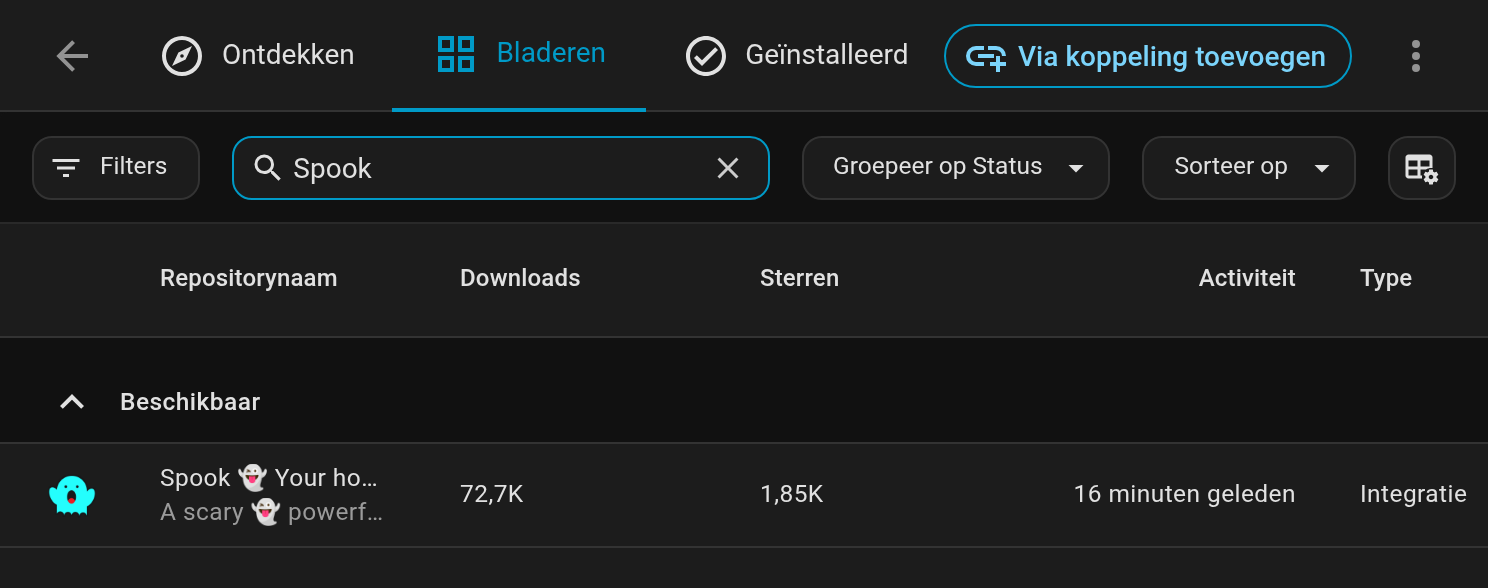 Ontdekken Bladeren Geïnstalleerd Via koppeling toevoegen
Filters Spook Groepeer op Status Sorteer op
Repositorynaam Downloads Sterren Activiteit Type
Beschikbaar
Spook 👻 Your ho…
A scary 👻 powerf…
72,7K 1,85K 16 minuten geleden Integratie